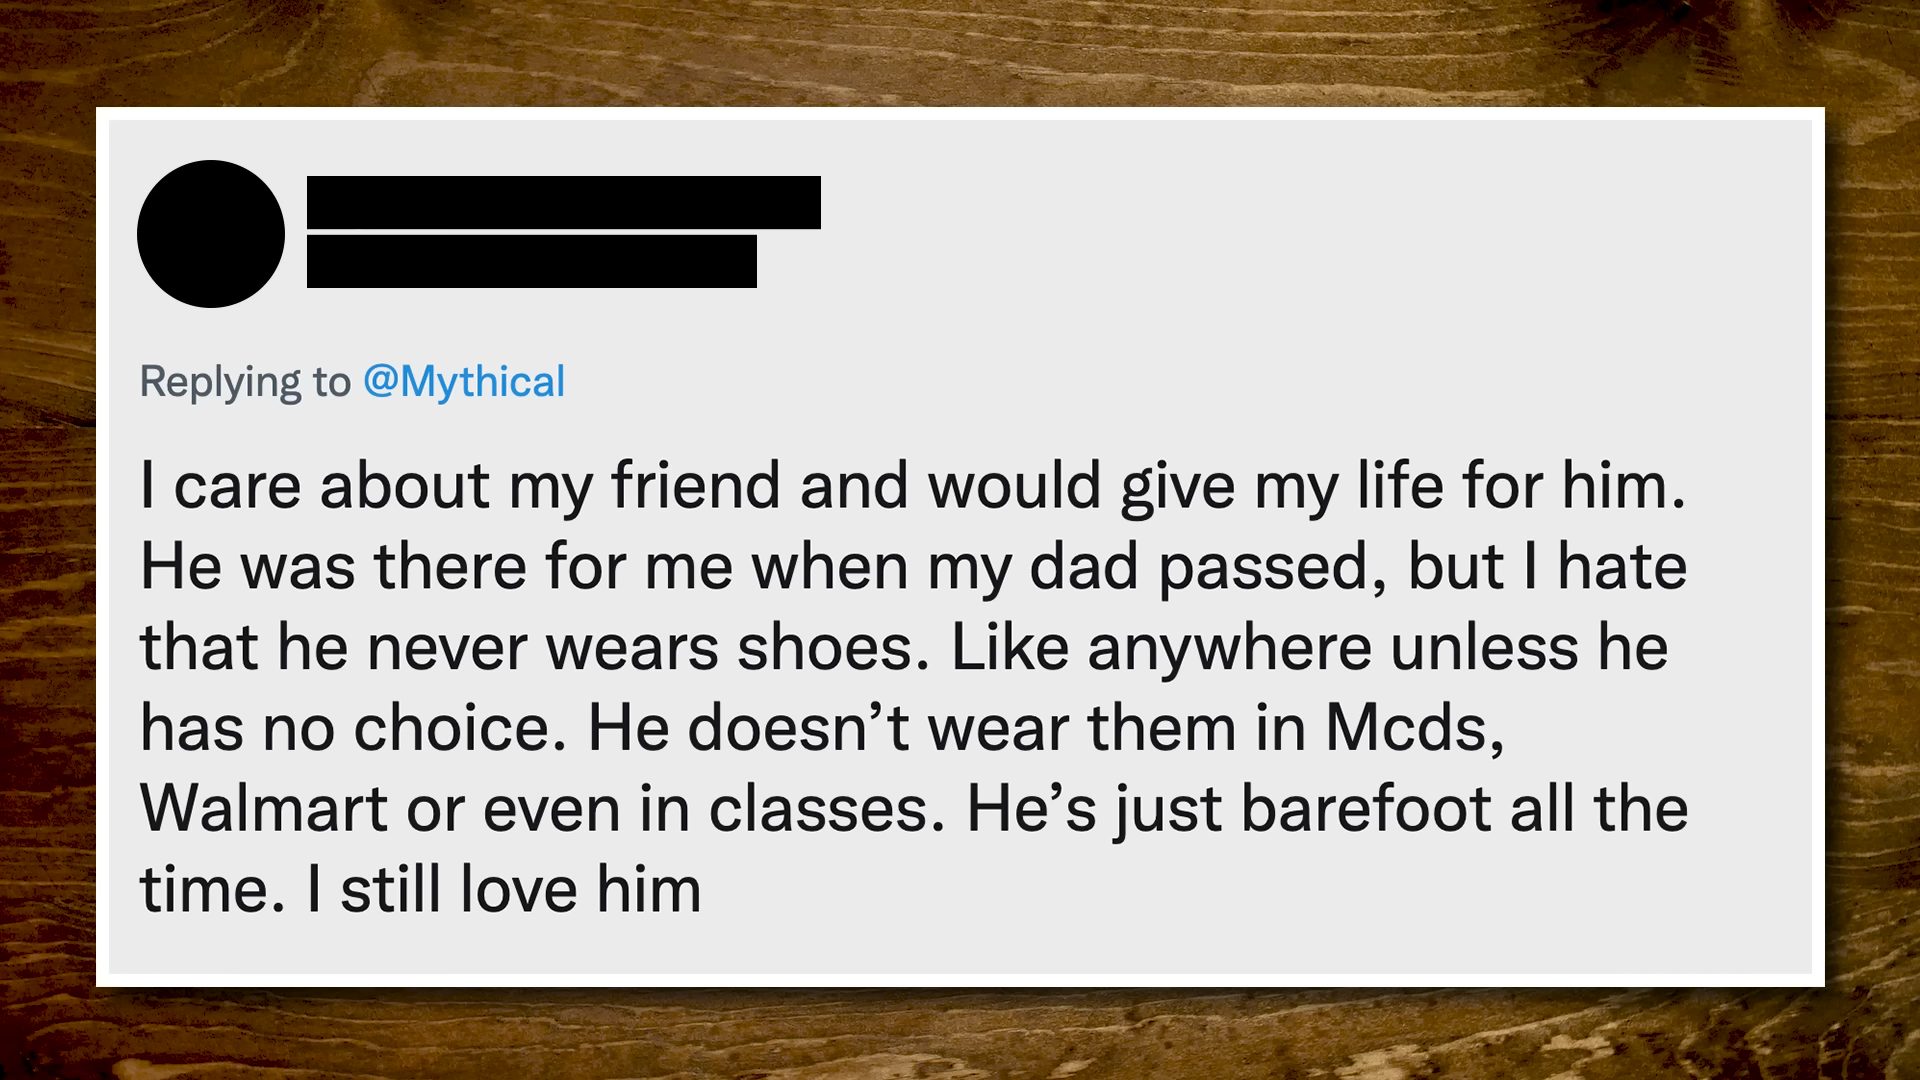 Replying to @Mythical
I care about my friend and would give my life for him.
He was there for me when my dad passed, but I hate
that he never wears shoes. Like anywhere unless he
has no choice. He doesn’t wear them in Mcds,
Walmart or even in classes. He’s just barefoot all the
time. I still love him